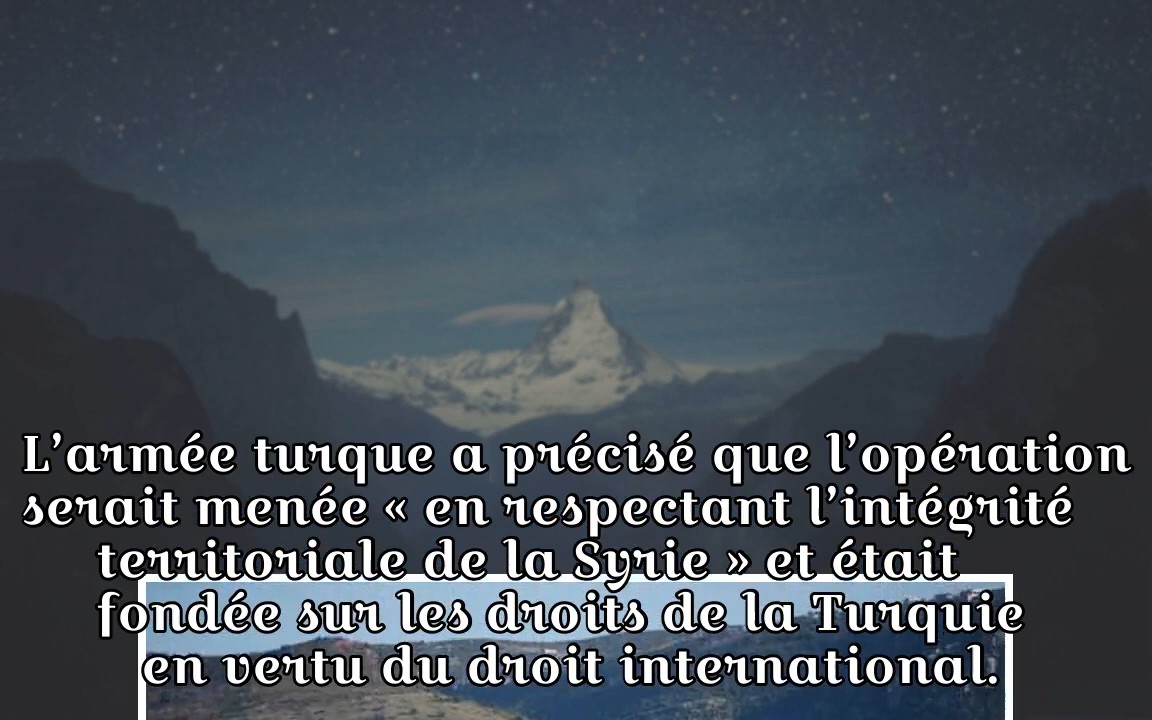 L’armée turque a précisé que l’opération
serait menée « en respectant l’intégrité
territoriale de la Syrie » et était
fondée sur les droits de la Turquie
en vertu du droit international.